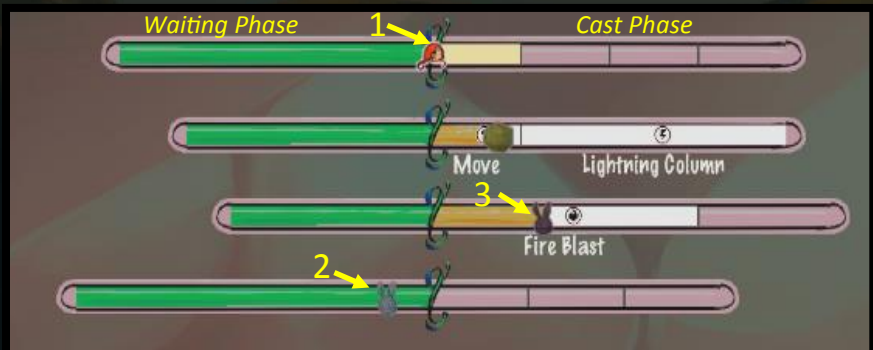 Waiting Phase
1
Cast Phase
Move
Lightning Column
3
Fire Blast
2